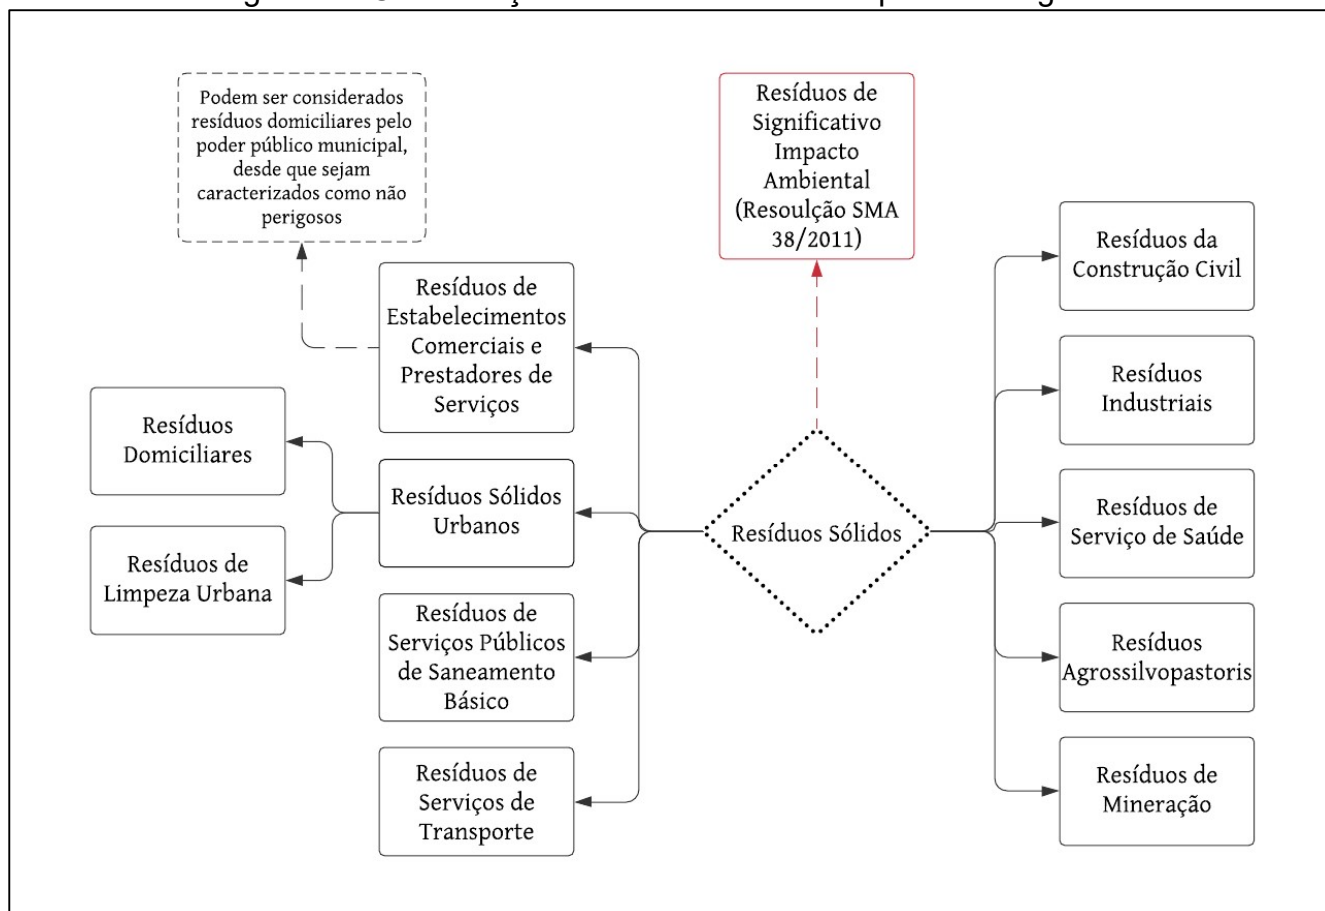 Podem ser considerados
resíduos domiciliares pelo
poder público municipal,
desde que sejam
caracterizados como não
perigosos
Resíduos de
Significativo
Impacto
Ambiental
(Resoulção SMA
38/2011)
Resíduos de
Estabelecimentos
Comerciais e
Prestadores de
Serviços
Resíduos
Domiciliares
Resíduos Sólidos
Urbanos
Resíduos de
Limpeza Urbana
Resíduos de
Serviços Públicos
de Saneamento
Básico
Resíduos de
Serviços de
Transporte
Resíduos Sólidos
Resíduos da
Construção Civil
Resíduos
Industriais
Resíduos de
Serviço de Saúde
Resíduos
Agrossilvopastoris
Resíduos de
Mineração